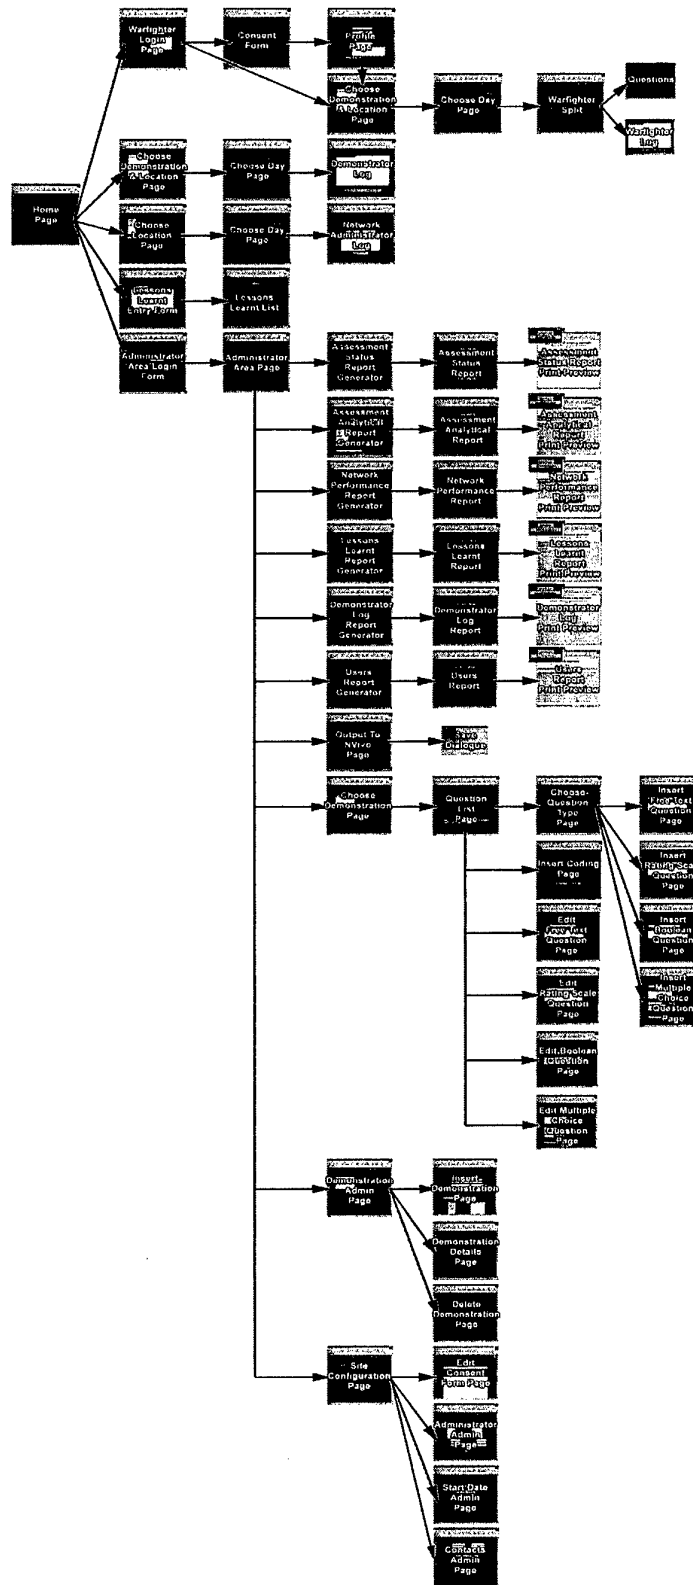 Warfighter
Login
Page
Consent
Form
Profile
Page
Choose
Demonstration
& Location
Page
Choose Day
Page
Warfighter
Split
Questions
Warfighter
Log
Home
Page
Choose
Demonstration
& Location
Page
Choose Day
Page
Demonstrator
Log
Choose
Location
Page
Choose Day
Page
Network
Administrator
Log
Lessons
Learnt
Entry Form
Lessons
Learnt List
Administrator
Area Login
Form
Administrator
Area Page
Assessment
Status
Report
Generator
Assessment
Status
Report
Assessment
Status Report
Print Preview
Assessment
Analytical
Report
Generator
Assessment
Analytical
Report
Assessment
Analytical
Report
Print Preview
Network
Performance
Report
Generator
Network
Performance
Report
Network
Performance
Report
Print Preview
Lessons
Learnt
Report
Generator
Lessons
Learnt
Report
Lessons
Learnt
Report
Print Preview
Demonstrator
Log
Report
Generator
Demonstrator
Log
Report
Demonstrator
Log
Print Preview
Users
Report
Generator
Users
Report
Users
Report
Print Preview
Output To
NVivo
Page
Save
Dialogue
Choose
Demonstration
Page
Question
List
Page
Choose
Question
Type
Page
Insert
Free Text
Question
Page
Insert Coding
Page
Insert
Rating Scale
Question
Page
Edit
Free Text
Question
Page
Insert
Boolean
Question
Page
Edit
Rating Scale
Question
Page
Insert
Multiple
Choice
Question
Page
Edit Boolean
Question
Page
Edit Multiple
Choice
Question
Page
Demonstration
Admin
Page
Insert
Demonstration
Page
Demonstration
Details
Page
Delete
Demonstration
Page
Site
Configuration
Page
Edit
Consent
Form Page
Administrator
Admin
Page
Start Date
Admin
Page
Contacts
Admin
Page